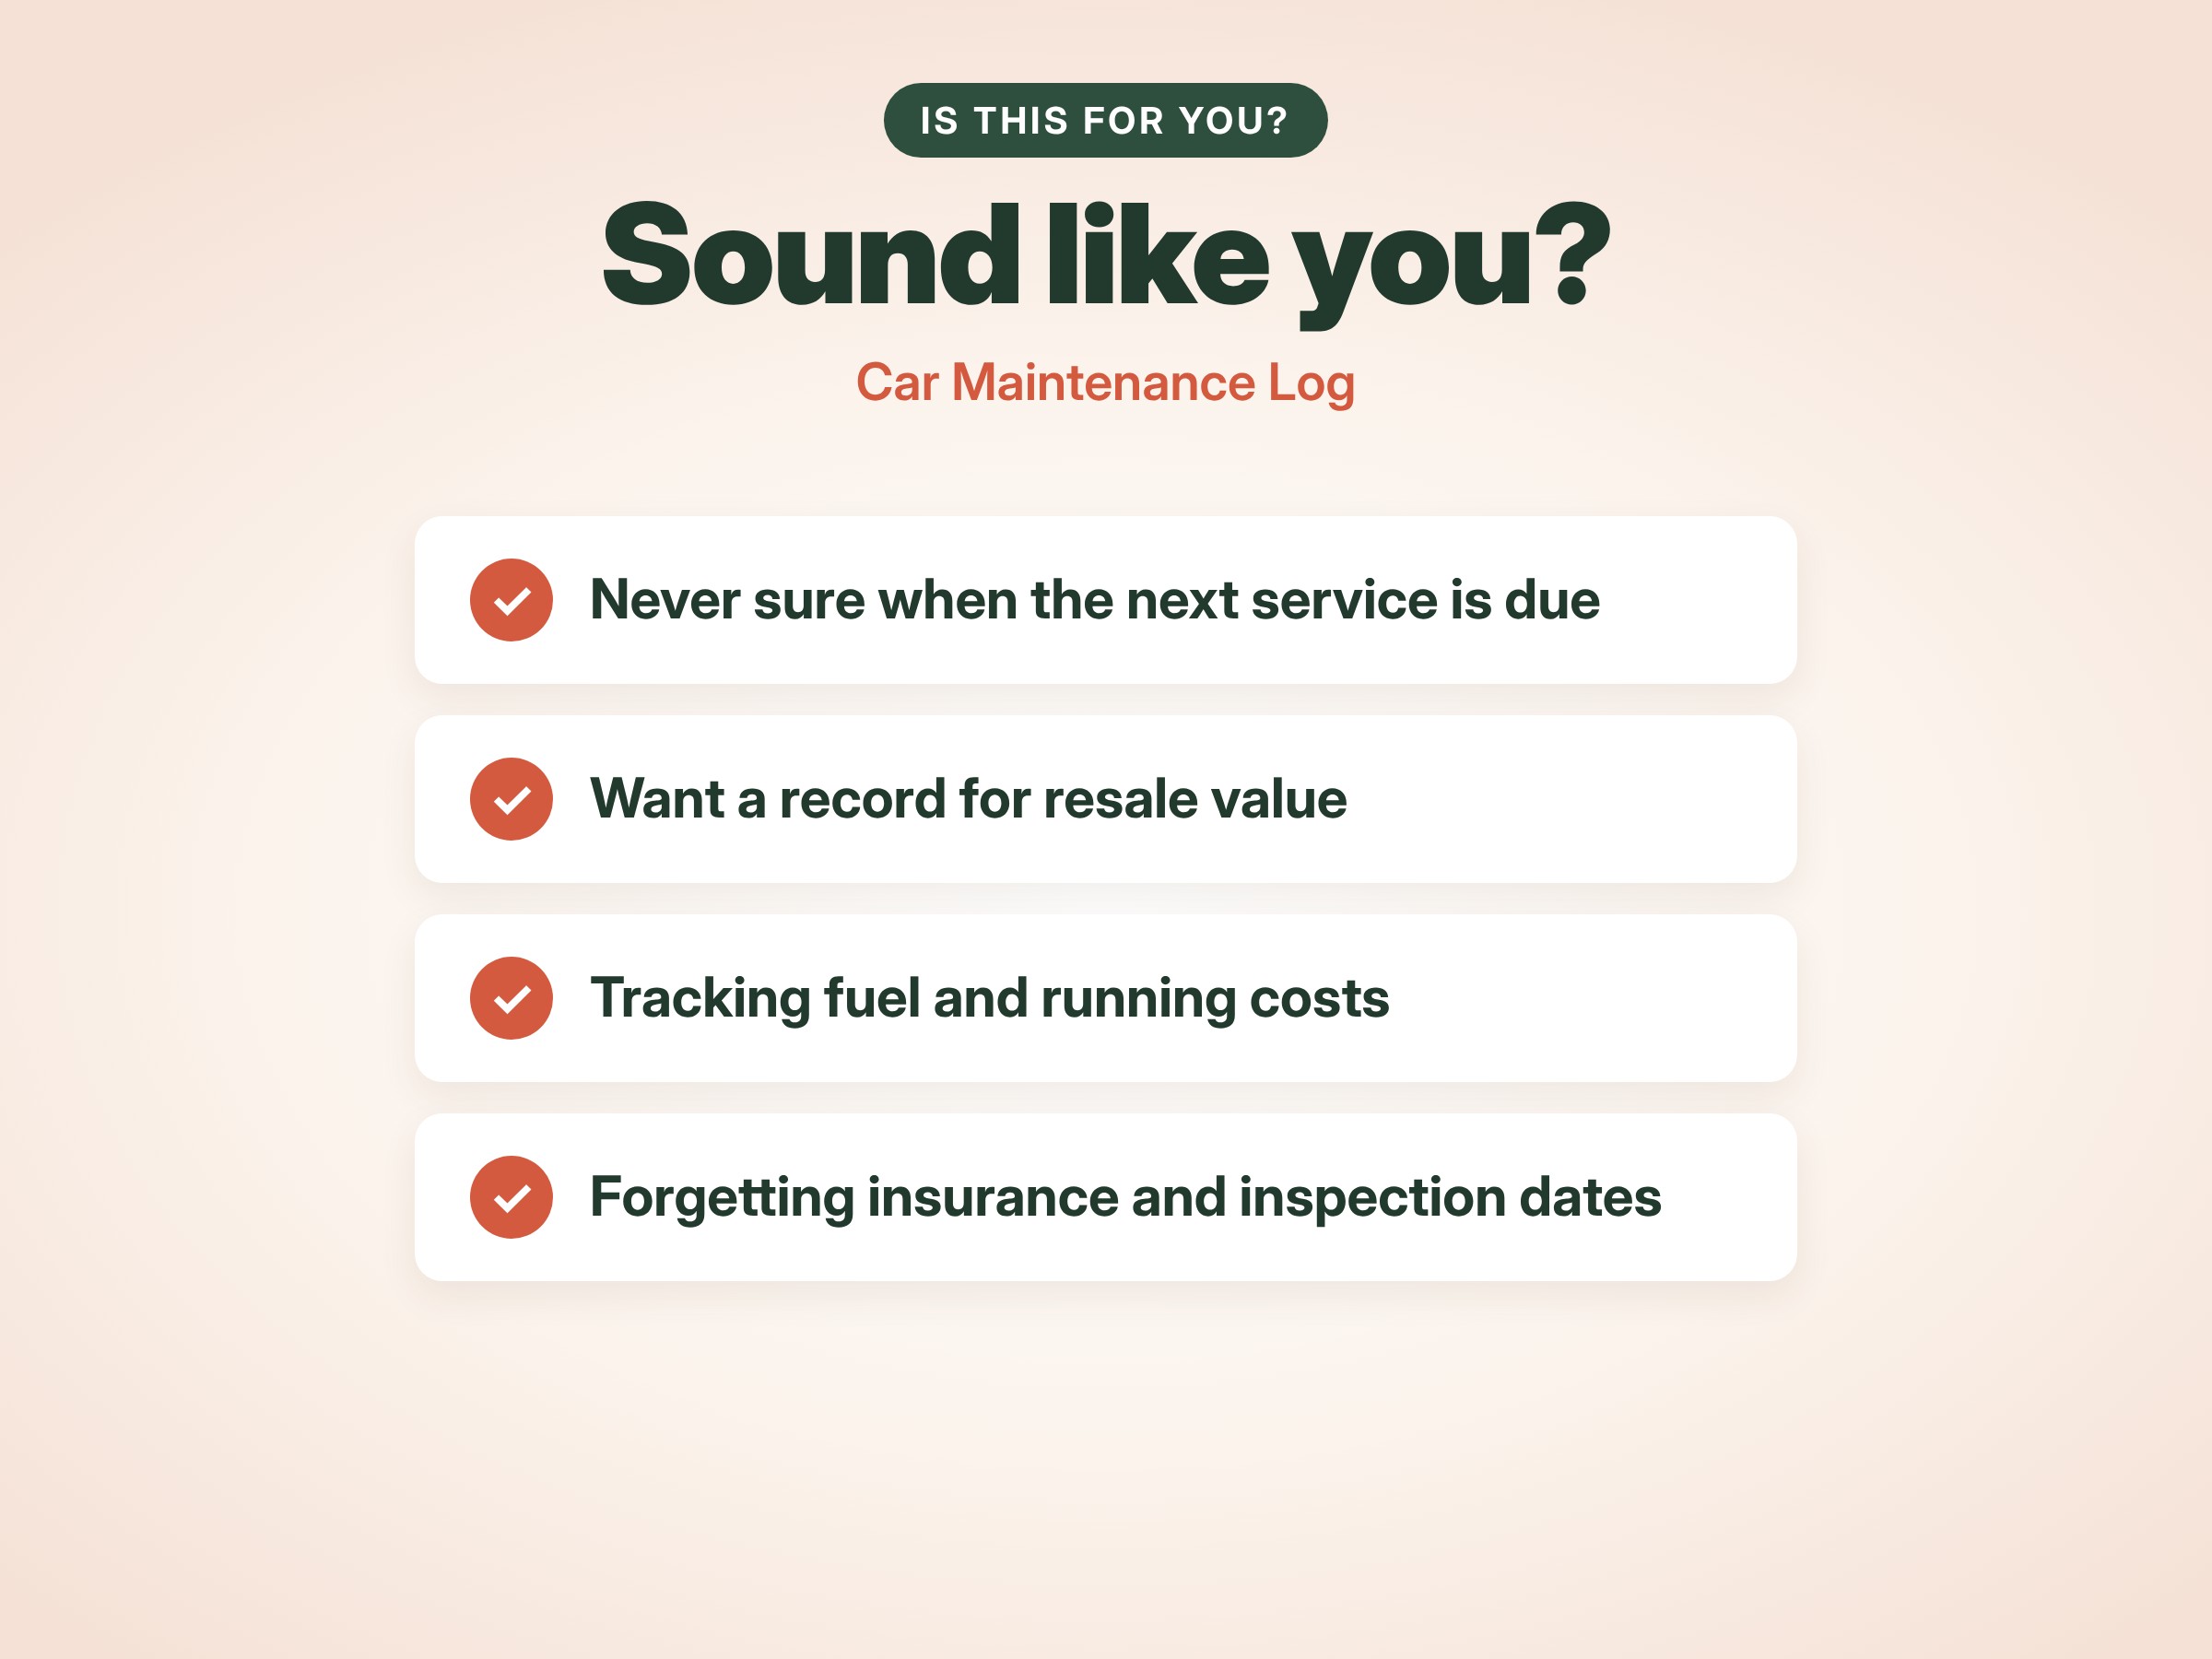 IS THIS FOR YOU?
Sound like you?
Car Maintenance Log
Never sure when the next service is due
Want a record for resale value
Tracking fuel and running costs
Forgetting insurance and inspection dates